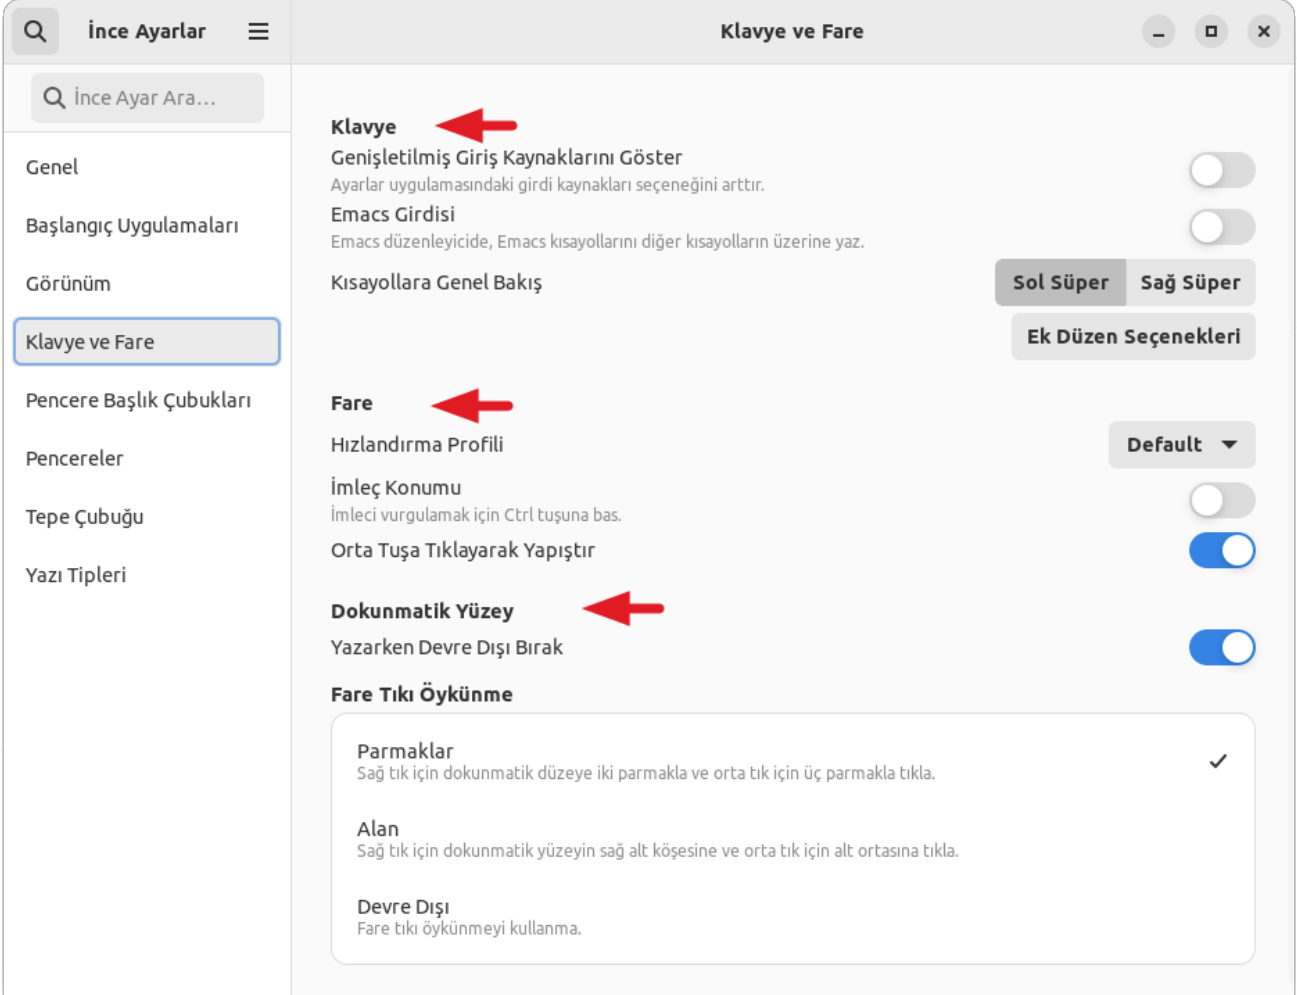 İnce Ayarlar
Klavye ve Fare
İnce Ayar Ara...
Genel
Başlangıç Uygulamaları
Görünüm
Klavye ve Fare
Pencere Başlık Çubukları
Pencereler
Tepe Çubuğu
Yazı Tipleri
Klavye
Genişletilmiş Giriş Kaynaklarını Göster
Ayarlar uygulamasındaki girdi kaynakları seçeneğini arttır.
Emacs Girdisi
Emacs düzenleyicide, Emacs kısayollarını diğer kısayolların üzerine yaz.
Kısayollara Genel Bakış
Sol Süper
Sağ Süper
Ek Düzen Seçenekleri
Fare
Hızlandırma Profili
Default
İmleç Konumu
İmleci vurgulamak için Ctrl tuşuna bas.
Orta Tuşa Tıklayarak Yapıştır
Dokunmatik Yüzey
Yazarken Devre Dışı Bırak
Fare Tıkı Öykünme
Parmaklar
Sağ tık için dokunmatik düzeye iki parmakla ve orta tık için üç parmakla tıkla.
Alan
Sağ tık için dokunmatik yüzeyin sağ alt köşesine ve orta tık için alt ortasına tıkla.
Devre Dışı
Fare tıkı öykünmeyi kullanma.